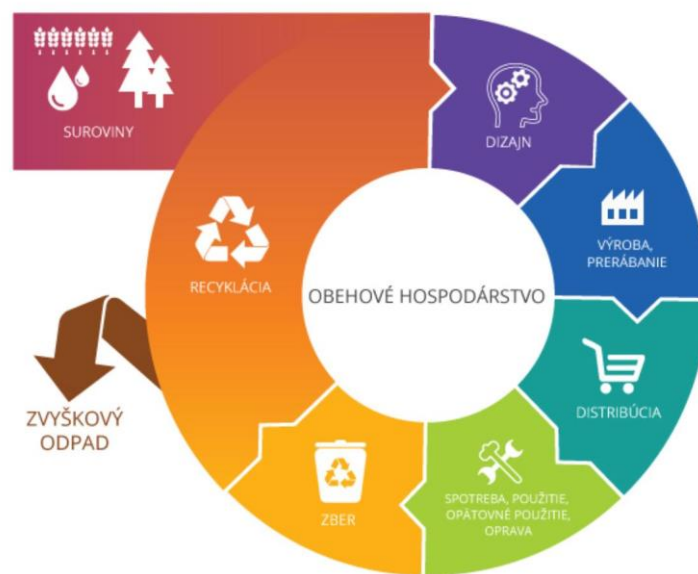 SUROVINY
DIZAJN
VÝROBA,
PRERÁBANIE
DISTRIBÚCIA
SPOTREBA, POUŽITIE,
OPÄTOVNÉ POUŽITIE,
OPRAVA
ZBER
RECYKLÁCIA
OBEHOVÉ HOSPODÁRSTVO
ZVYŠKOVÝ
ODPAD